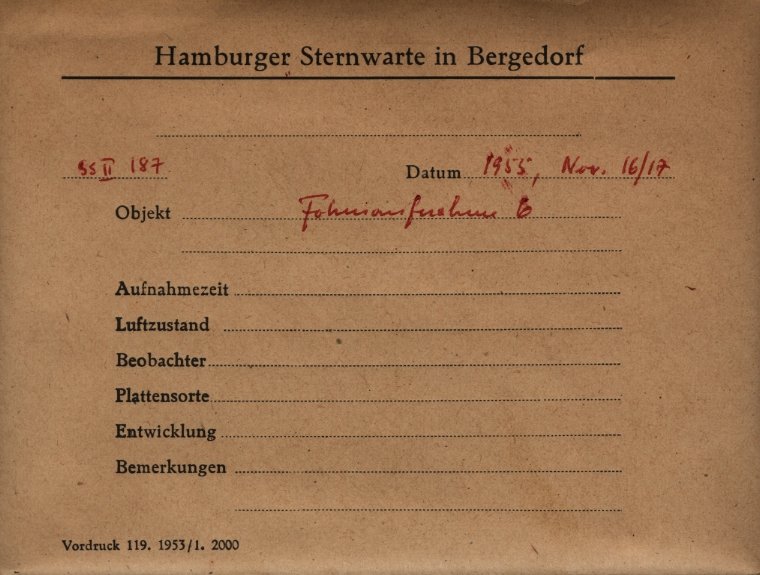 Hamburger Sternwarte in Bergedorf
SS II 187 Datum 1955, Nov. 16/17
Objekt
Aufnahmezeit
Luftzustand
Beobachter
Plattensorte
Entwicklung
Bemerkungen
Vordruck 119. 1953/1. 2000